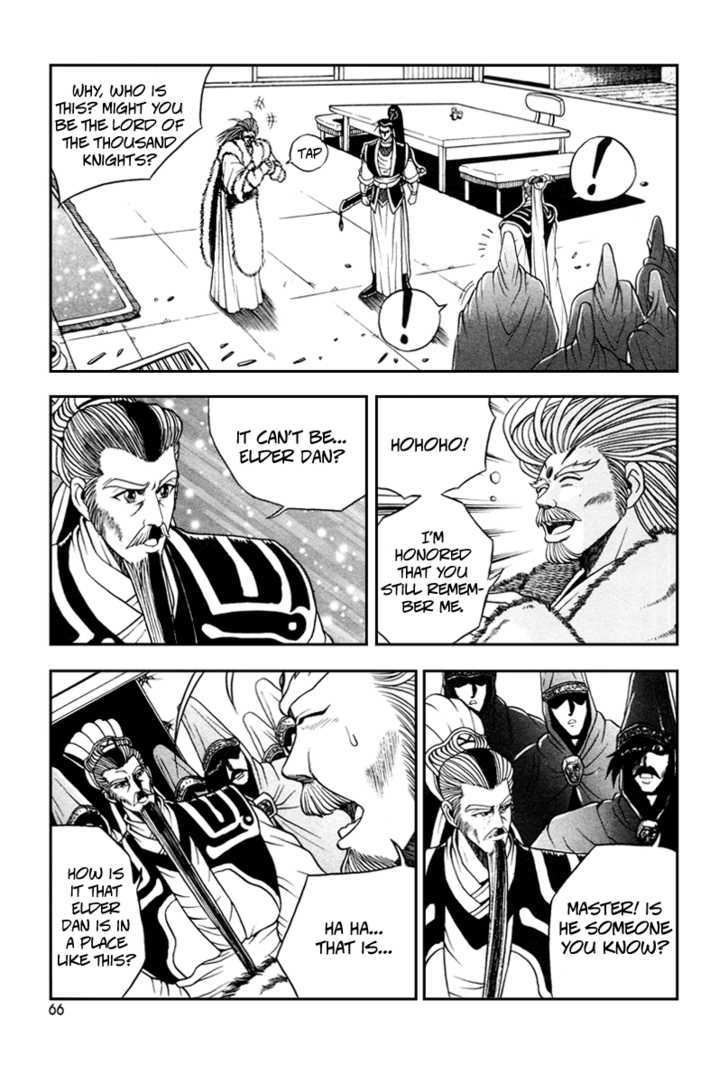 WHY, WHO IS
THIS? MIGHT YOU
BE THE LORD OF
THE THOUSAND
KNIGHTS?
TAP
!
!
IT CAN'T BE...
ELDER DAN?
HOHOHO!
I'M
HONORED
THAT YOU
STILL REMEM-
BER ME.
HOW IS
IT THAT
ELDER
DAN IS IN
A PLACE
LIKE THIS?
HA HA...
THAT IS...
MASTER! IS
HE SOMEONE
YOU KNOW?
66